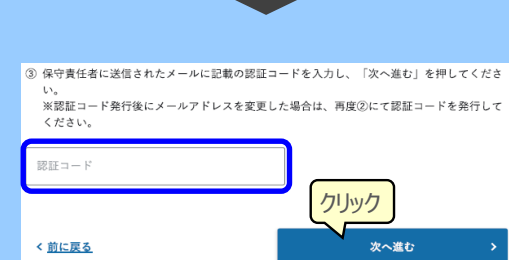 ③ 保守責任者に送信されたメールに記載の認証コードを入力し、「次へ進む」を押してくださ
い。
※認証コード発行後にメールアドレスを変更した場合は、再度②にて認証コードを発行して
ください。
認証コード
クリック
< 前に戻る
次へ進む >